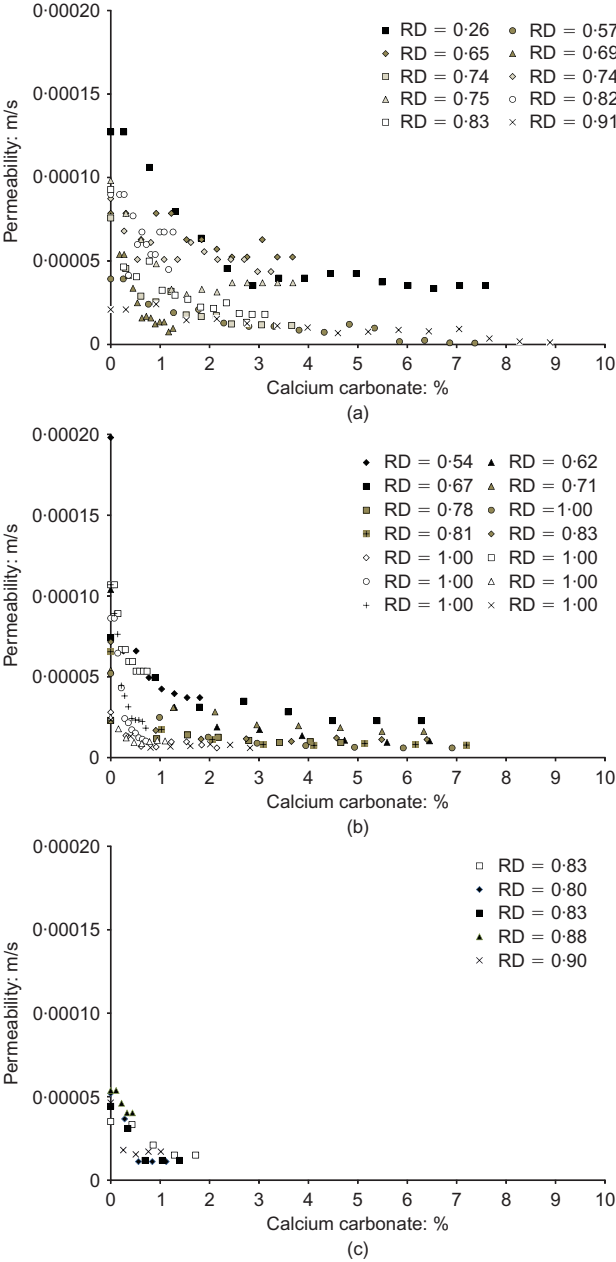 0·00020
RD = 0·26 RD = 0·57
RD = 0·65 RD = 0·69
0·00015
RD = 0·74 RD = 0·74
RD = 0·75 RD = 0·82
RD = 0·83 RD = 0·91
0·00010
Permeability: m/s
0·00005
0
0 1 2 3 4 5 6 7 8 9 10
Calcium carbonate: %
(a)
0·00020
RD = 0·54 RD = 0·62
RD = 0·67 RD = 0·71
0·00015
RD = 0·78 RD =1·00
RD = 0·81 RD = 0·83
RD = 1·00 RD = 1·00
0·00010
RD = 1·00 RD = 1·00
RD = 1·00 RD = 1·00
Permeability: m/s
0·00005
0
0 1 2 3 4 5 6 7 8 9 10
Calcium carbonate: %
(b)
0·00020
RD = 0·83
RD = 0·80
RD = 0·83
0·00015
RD = 0·88
RD = 0·90
0·00010
Permeability: m/s
0·00005
0
0 1 2 3 4 5 6 7 8 9 10
Calcium carbonate: %
(c)